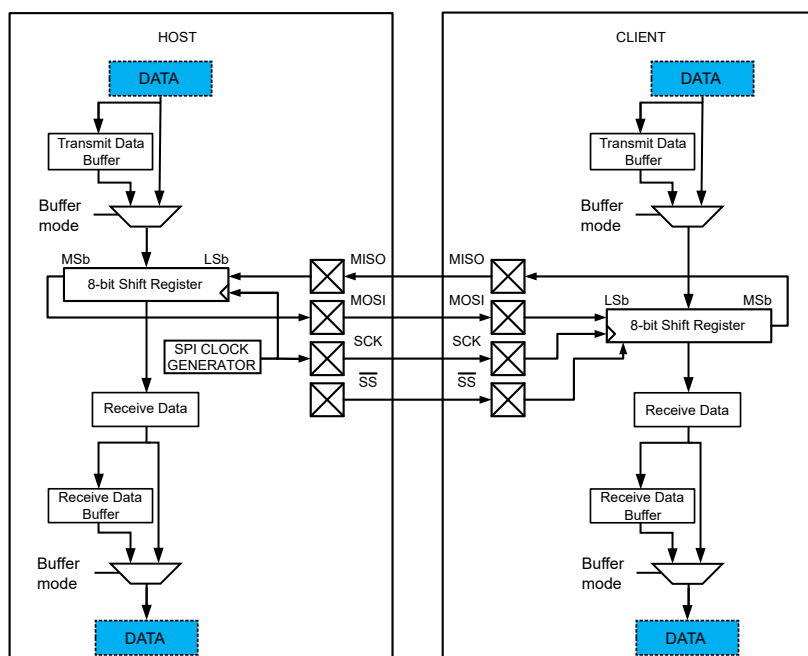 HOST
DATA
Transmit Data
Buffer
Buffer
mode
MSb
LSb
8-bit Shift Register
SPI CLOCK
GENERATOR
Receive Data
Receive Data
Buffer
Buffer
mode
DATA
MISO
MOSI
SCK
SS
MISO
MOSI
SCK
SS
CLIENT
DATA
Transmit Data
Buffer
Buffer
mode
LSb
MSb
8-bit Shift Register
Receive Data
Receive Data
Buffer
Buffer
mode
DATA